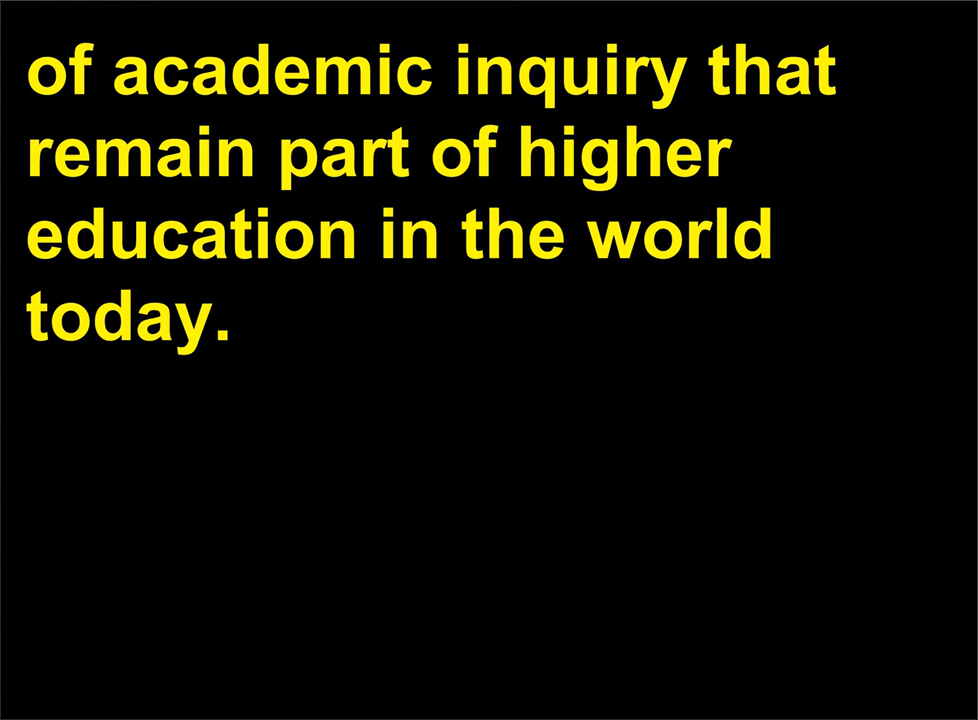 of academic inquiry that
remain part of higher
education in the world
today.